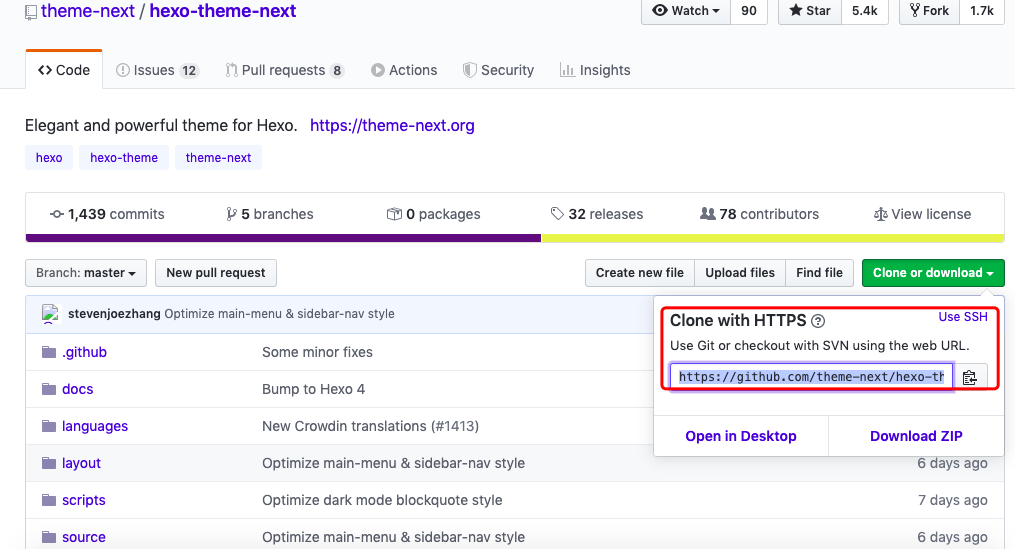 theme-next / hexo-theme-next
Watch 90 Star 5.4k Fork 1.7k
Code Issues 12 Pull requests 8 Actions Security Insights
Elegant and powerful theme for Hexo. https://theme-next.org
hexo hexo-theme theme-next
1,439 commits 5 branches 0 packages 32 releases 78 contributors View license
Branch: master New pull request Create new file Upload files Find file Clone or download
stevenjoezhang Optimize main-menu & sidebar-nav style
Clone with HTTPS ? Use SSH
Use Git or checkout with SVN using the web URL.
https://github.com/theme-next/hexo-th
Open in Desktop Download ZIP
.github Some minor fixes
docs Bump to Hexo 4
languages New Crowdin translations (#1413)
layout Optimize main-menu & sidebar-nav style 6 days ago
scripts Optimize dark mode blockquote style 7 days ago
source Optimize main-menu & sidebar-nav style 6 days ago